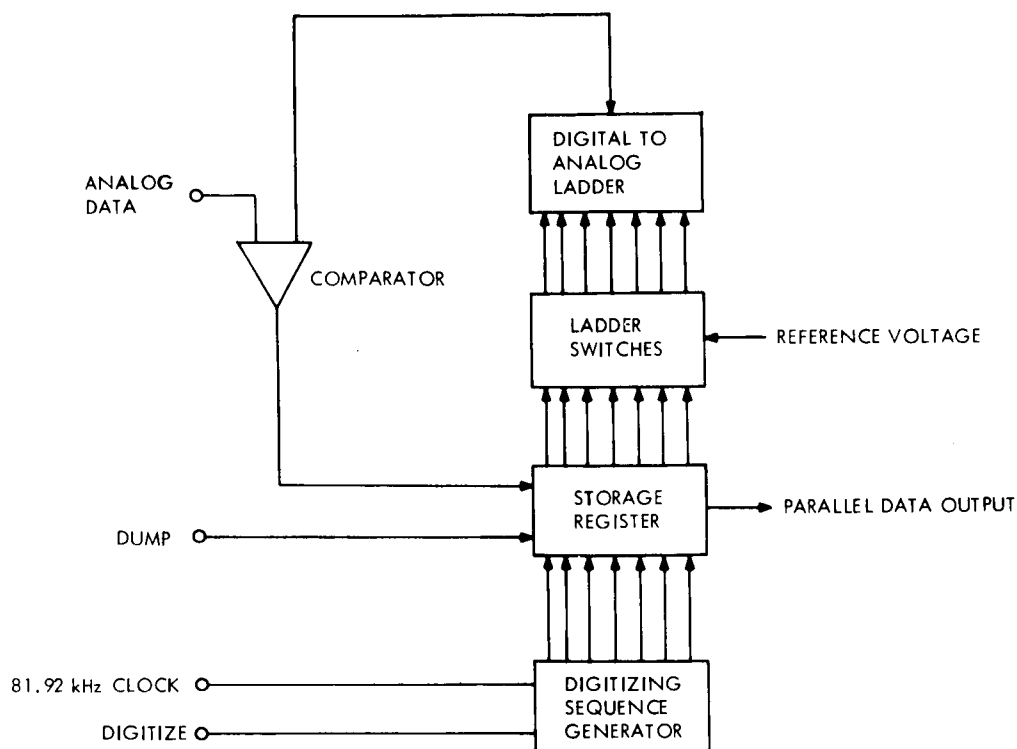 DIGITAL TO
ANALOG
LADDER
ANALOG
DATA
COMPARATOR
LADDER
SWITCHES
REFERENCE VOLTAGE
STORAGE
REGISTER
PARALLEL DATA OUTPUT
DUMP
81.92 kHz CLOCK
DIGITIZE
DIGITIZING
SEQUENCE
GENERATOR